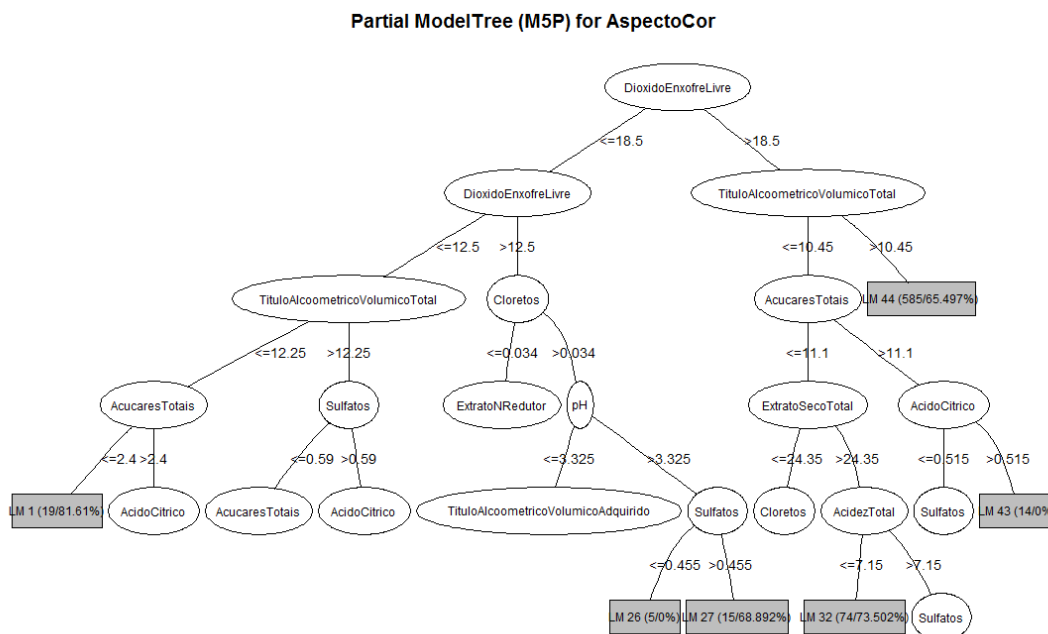 Partial ModelTree (M5P) for AspectoCor
DioxidoEnxofreLivre
<=18.5 >18.5
DioxidoEnxofreLivre TituloAlcoometricoVolumicoTotal
<=12.5 >12.5 <=10.45 >10.45
TituloAlcoometricoVolumicoTotal Cloretos AcucaresTotais LM 44 (585/65.497%)
<=12.25 >12.25 <=0.034 >0.034 <=11.1 >11.1
AcucaresTotais Sulfatos ExtratoNRedutor pH ExtratoSecoTotal AcidoCitrico
<=2.4 >2.4 <=0.59 >0.59 <=3.325 >3.325 <=24.35 >24.35 <=0.515 >0.515
LM 1 (19/81.61%) AcidoCitrico AcucaresTotais AcidoCitrico TituloAlcoometricoVolumicoAdquirido Sulfatos Cloretos AcidezTotal Sulfatos LM 43 (14/0%
<=0.455 >0.455 <=7.15 >7.15
LM 26 (5/0%) LM 27 (15/68.892%) LM 32 (74/73.502%) Sulfatos